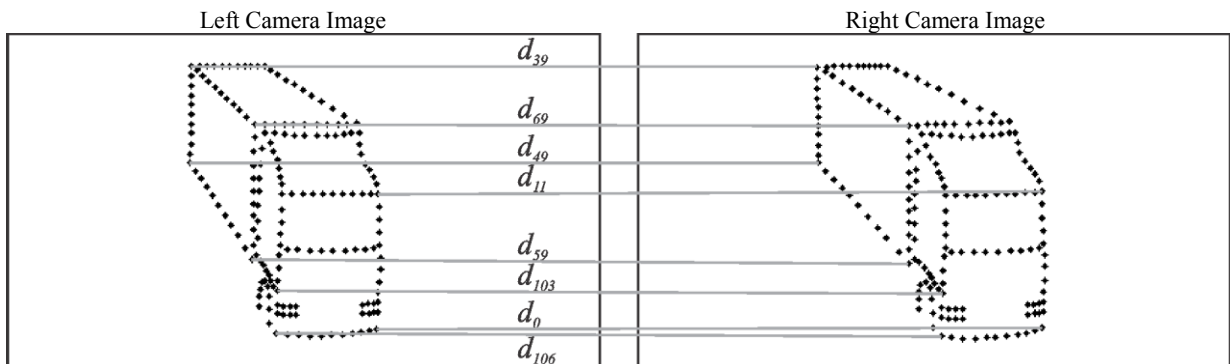 Left Camera Image
Right Camera Image
d39
d69
d49
d11
d59
d103
d0
d106